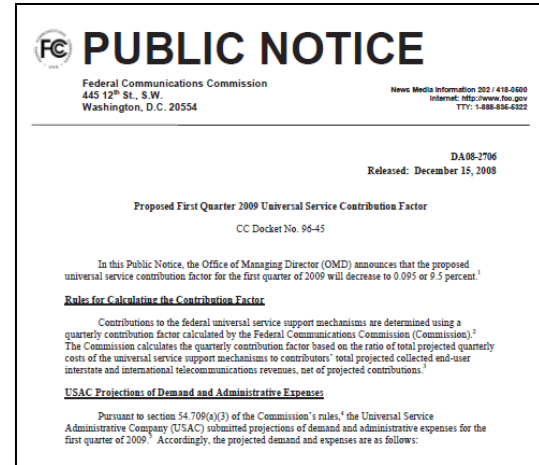 FC PUBLIC NOTICE
Federal Communications Commission
445 12th St., S.W.
Washington, D.C. 20554
News Media Information 202 / 418-0500
Internet: http://www.fcc.gov
TTY: 1-888-835-5322
DA08-2706
Released: December 15, 2008
Proposed First Quarter 2009 Universal Service Contribution Factor
CC Docket No. 96-45
In this Public Notice, the Office of Managing Director (OMD) announces that the proposed
universal service contribution factor for the first quarter of 2009 will decrease to 0.095 or 9.5 percent.1
Rules for Calculating the Contribution Factor
Contributions to the federal universal service support mechanisms are determined using a
quarterly contribution factor calculated by the Federal Communications Commission (Commission).2
The Commission calculates the quarterly contribution factor based on the ratio of total projected quarterly
costs of the universal service support mechanisms to contributors' total projected collected end-user
interstate and international telecommunications revenues, net of projected contributions.3
USAC Projections of Demand and Administrative Expenses
Pursuant to section 54.709(a)(3) of the Commission's rules,4 the Universal Service
Administrative Company (USAC) submitted projections of demand and administrative expenses for the
first quarter of 2009.5 Accordingly, the projected demand and expenses are as follows: